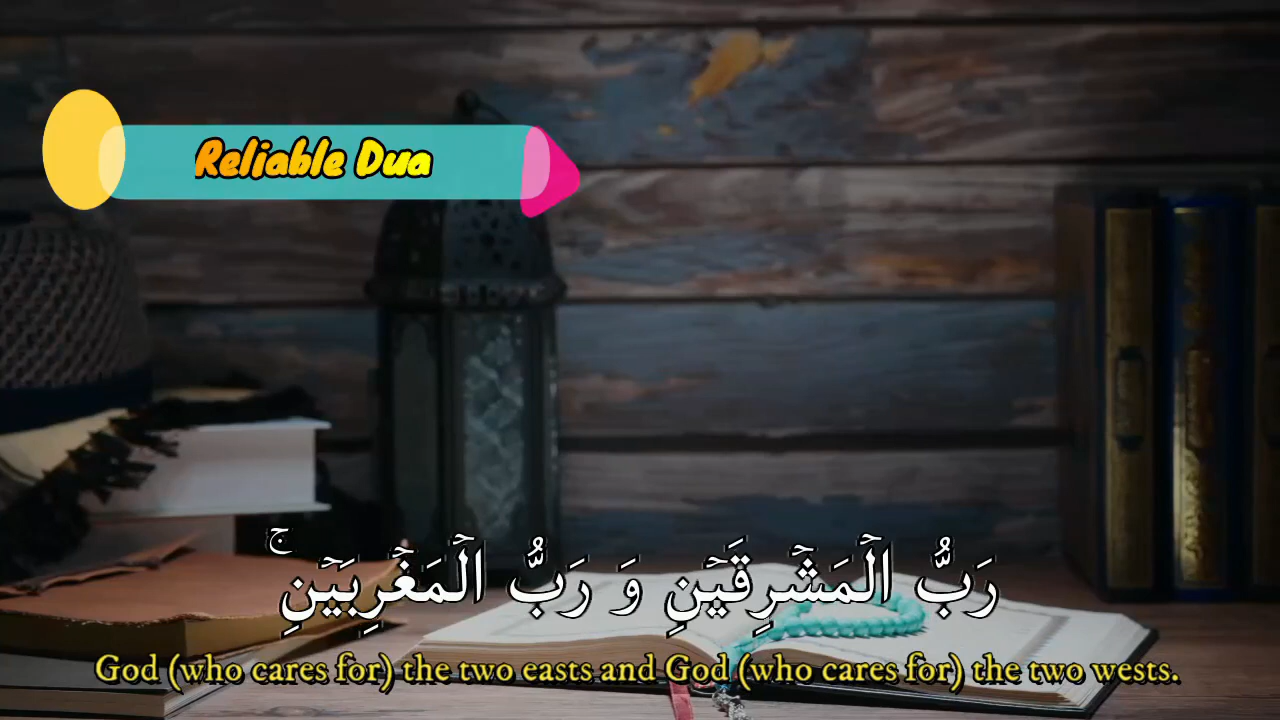 Reliable Dua
رَبُّ الۡمَشۡرِقَيۡنِ وَ رَبُّ الۡمَغۡرِبَيۡنِ ۚ
God (who cares for) the two easts and God (who cares for) the two wests.